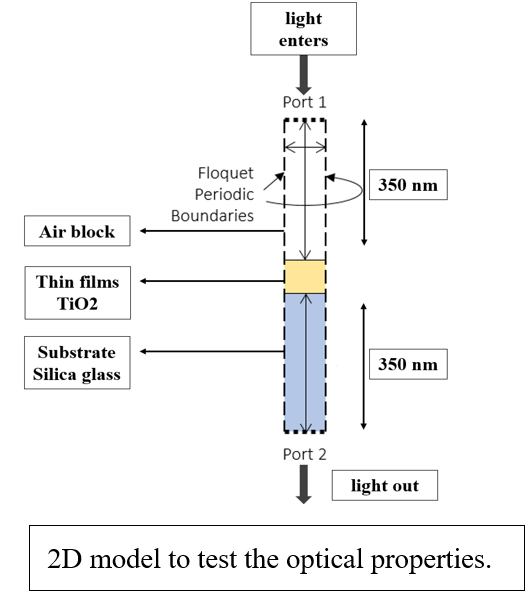 light
enters
Port 1
Floquet
Periodic
Boundaries
350 nm
Air block
Thin films
TiO2
Substrate
Silica glass
350 nm
Port 2
light out
2D model to test the optical properties.